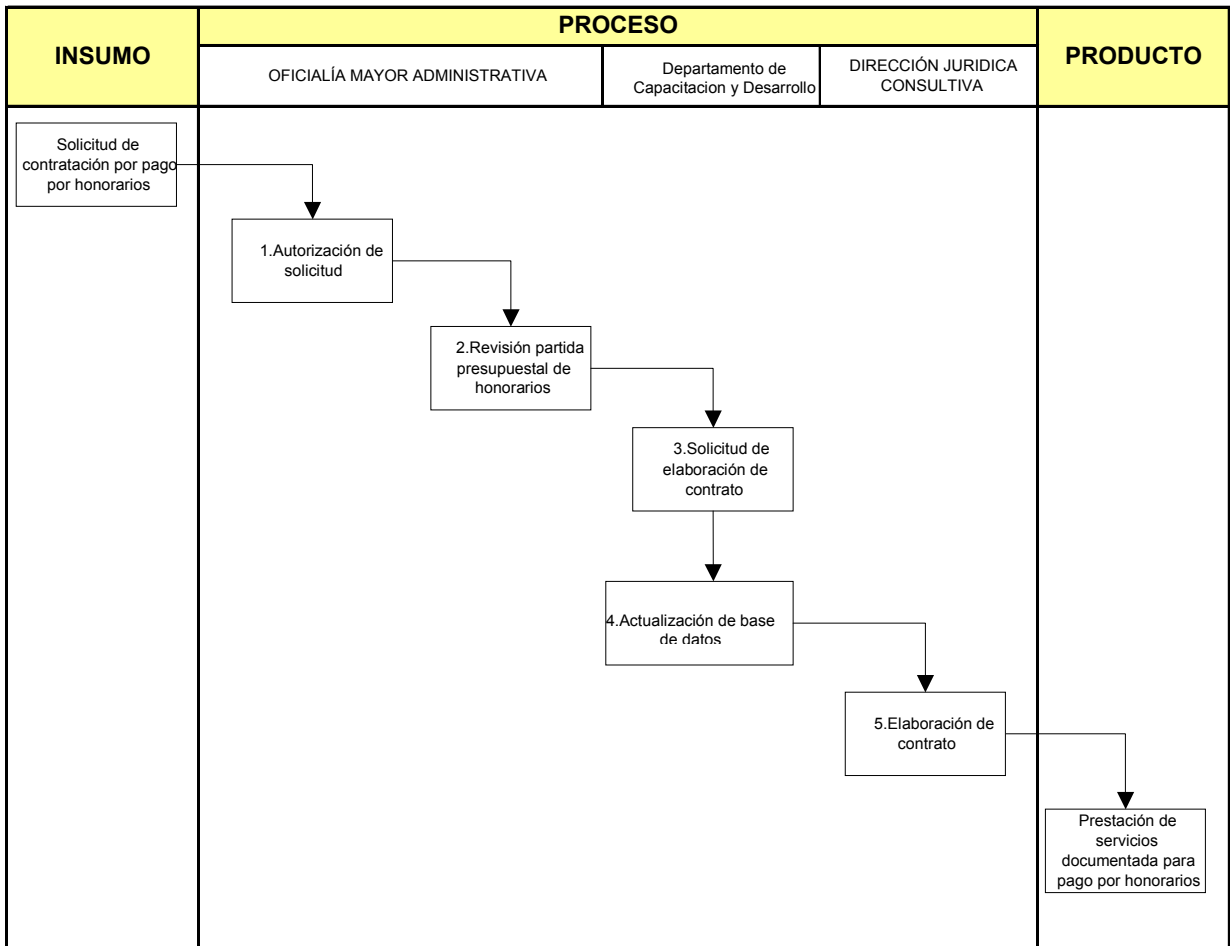 INSUMO
PROCESO
PRODUCTO
OFICIALÍA MAYOR ADMINISTRATIVA
Departamento de
Capacitacion y Desarrollo
DIRECCIÓN JURIDICA
CONSULTIVA
Solicitud de
contratación por pago
por honorarios
1.Autorización de
solicitud
2.Revisión partida
presupuestal de
honorarios
3.Solicitud de
elaboración de
contrato
4.Actualización de base
de datos
5.Elaboración de
contrato
Prestación de
servicios
documentada para
pago por honorarios